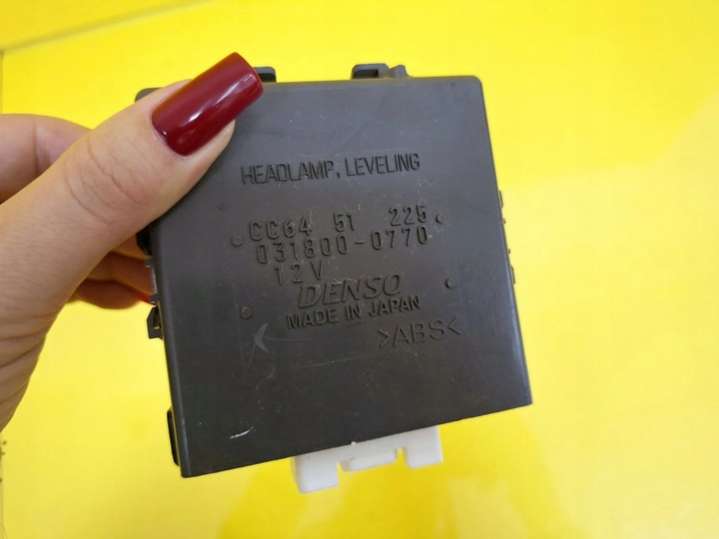 HEADLAMP, LEVELING
CC64 51 225
031800-0770
12V
DENSO
MADE IN JAPAN
>ABS<